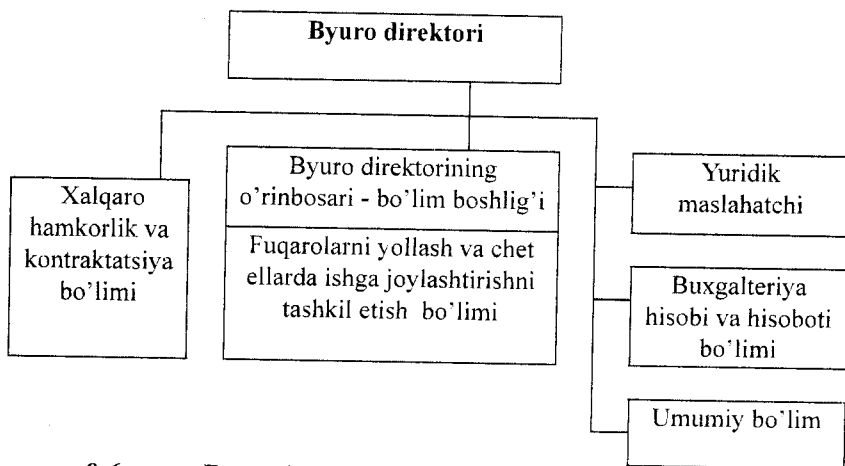 Byuro direktori
Xalqaro
hamkorlik va
kontraktatsiya
bo'limi
Byuro direktorining
o'rinbosari - bo'lim boshlig'i
Fuqarolarni yollash va chet
ellarda ishga joylashtirishni
tashkil etish bo'limi
Yuridik
maslahatchi
Buxgalteriya
hisobi va hisoboti
bo'limi
Umumiy bo'lim